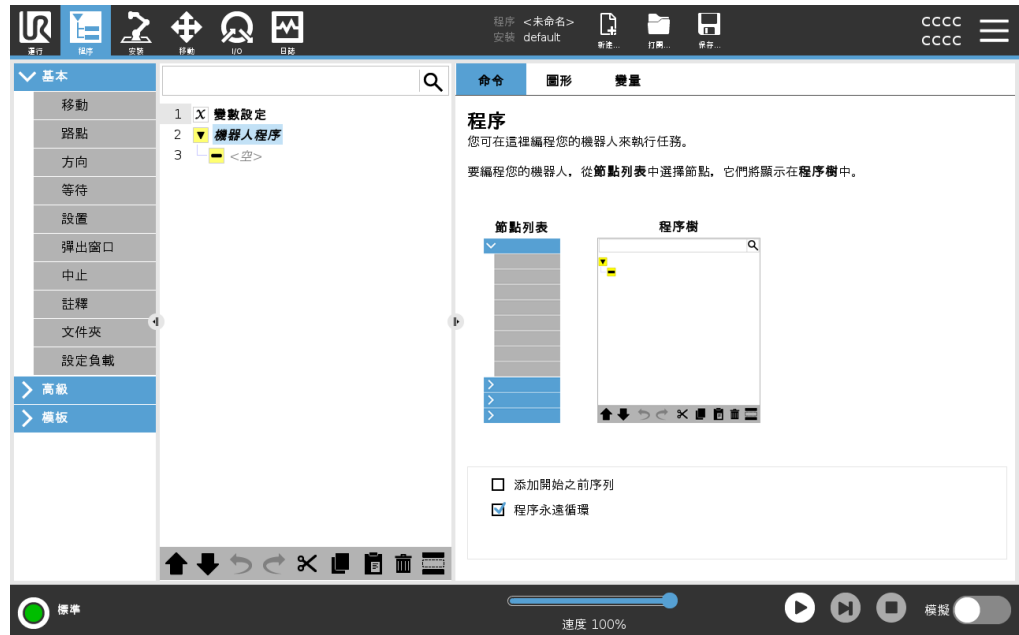 程序 <未命名>
安裝 default
CCCC
CCCC
運行
程序
安裝
移動
I/O
日誌
新建...
打開...
保存...
基本
移動
路點
方向
等待
設置
彈出窗口
中止
註釋
文件夾
設定負載
高級
模板
1 X 變數設定
2 機器人程序
3 <空>
命令 圖形 變量
程序
您可在這裡編程您的機器人來執行任務。
要編程您的機器人，從節點列表中選擇節點，它們將顯示在程序樹中。
節點列表 程序樹
添加開始之前序列
程序永遠循環
標準
速度 100%
模擬